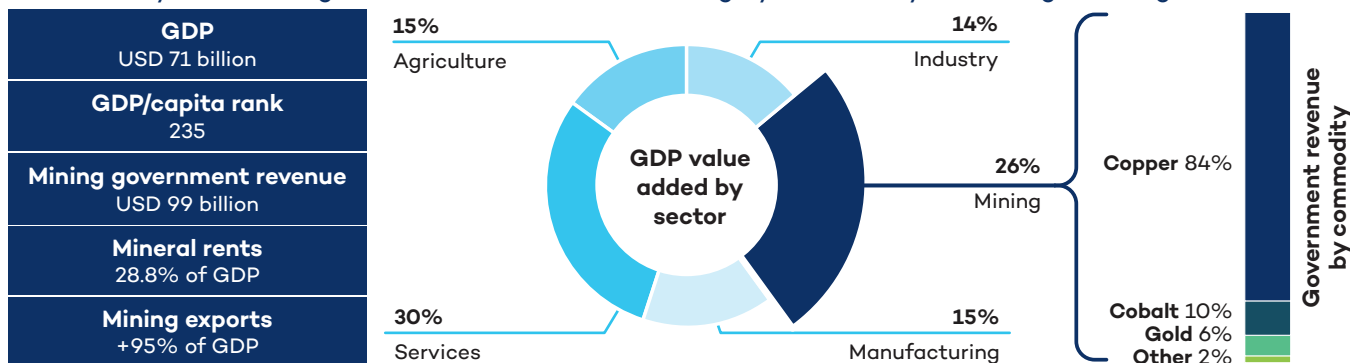 GDP
USD 71 billion
GDP/capita rank
235
Mining government revenue
USD 99 billion
Mineral rents
28.8% of GDP
Mining exports
+95% of GDP
15%
Agriculture
14%
Industry
GDP value
added by
sector
26%
Mining
30%
Services
15%
Manufacturing
Copper 84%
Cobalt 10%
Gold 6%
Other 2%
Government revenue
by commodity